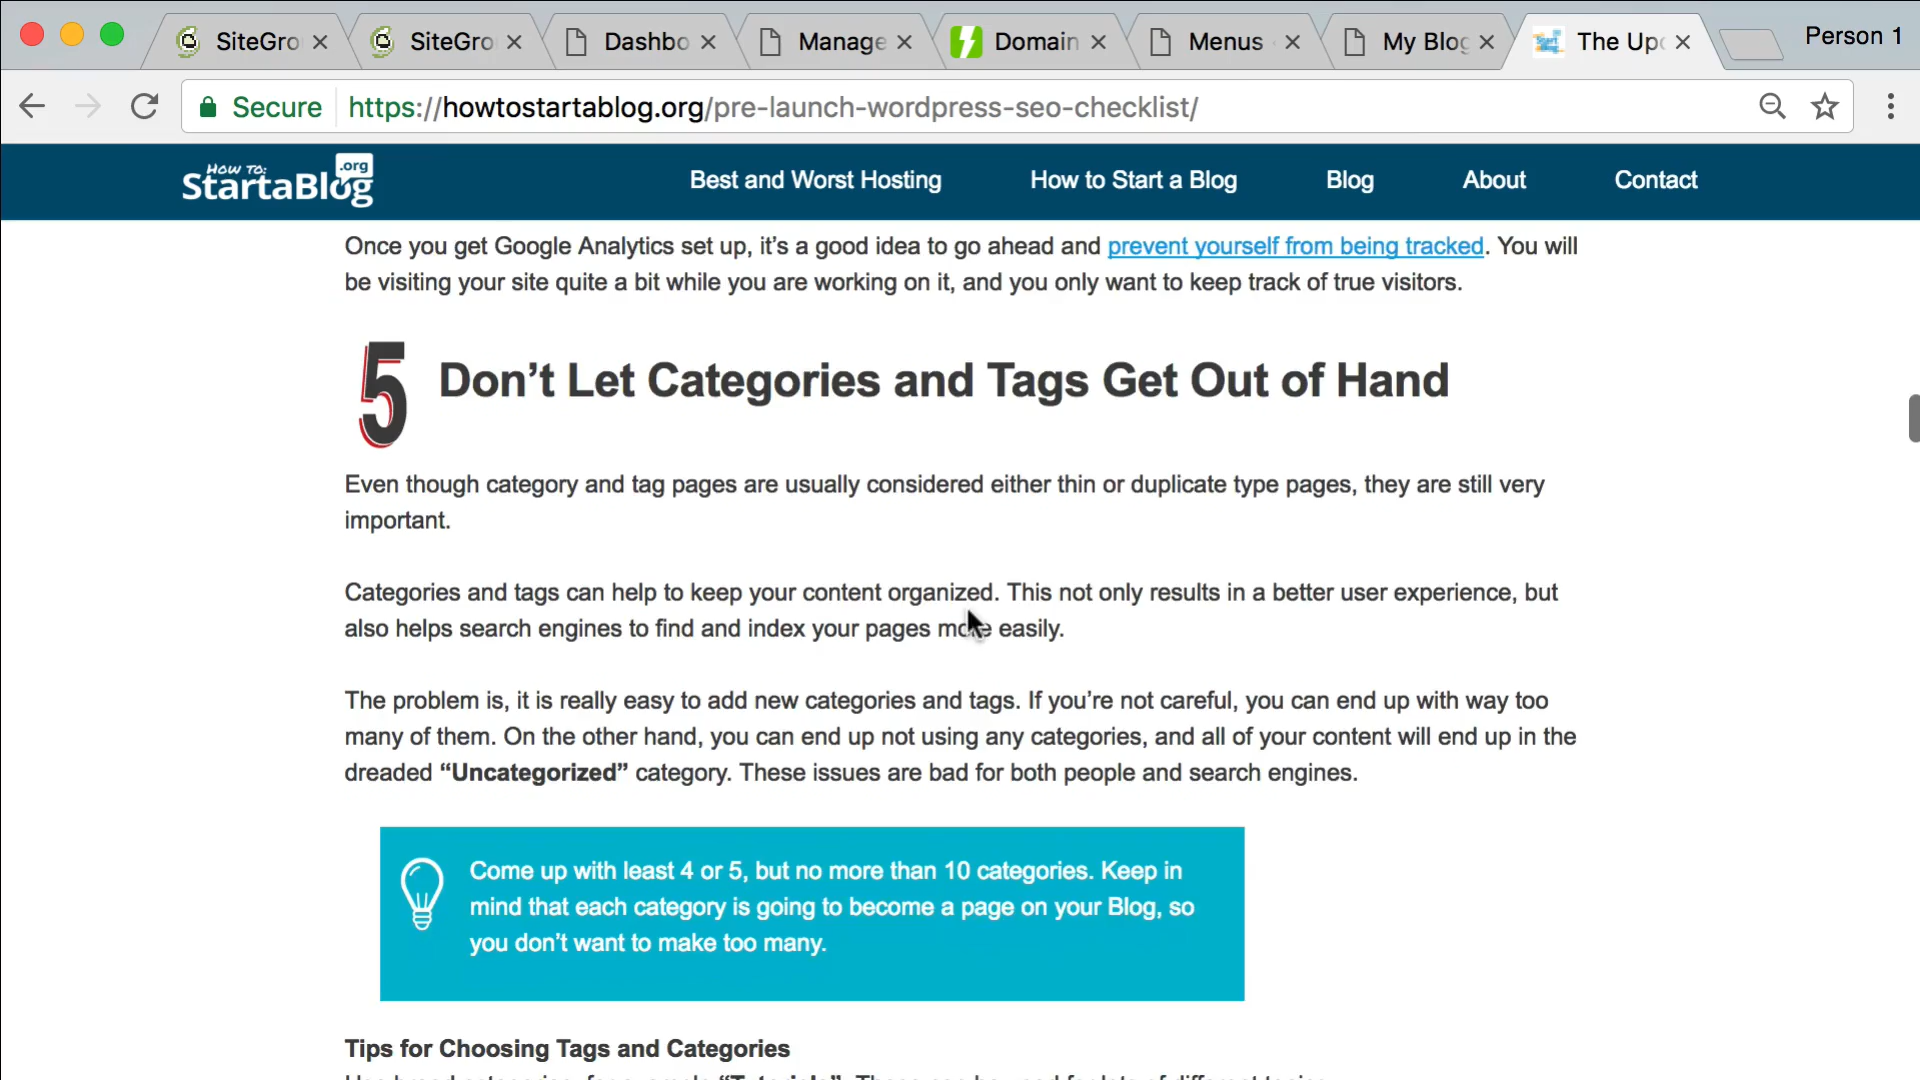 SiteGro
SiteGro
Dashbo
Manage
Domain
Menus
My Blog
The Up
Person 1
Secure
https://howtostartablog.org/pre-launch-wordpress-seo-checklist/
How to:
StartaBlog
.org
Best and Worst Hosting
How to Start a Blog
Blog
About
Contact
Once you get Google Analytics set up, it’s a good idea to go ahead and prevent yourself from being tracked. You will
be visiting your site quite a bit while you are working on it, and you only want to keep track of true visitors.
5 Don’t Let Categories and Tags Get Out of Hand
Even though category and tag pages are usually considered either thin or duplicate type pages, they are still very
important.
Categories and tags can help to keep your content organized. This not only results in a better user experience, but
also helps search engines to find and index your pages more easily.
The problem is, it is really easy to add new categories and tags. If you’re not careful, you can end up with way too
many of them. On the other hand, you can end up not using any categories, and all of your content will end up in the
dreaded “Uncategorized” category. These issues are bad for both people and search engines.
Come up with least 4 or 5, but no more than 10 categories. Keep in
mind that each category is going to become a page on your Blog, so
you don’t want to make too many.
Tips for Choosing Tags and Categories